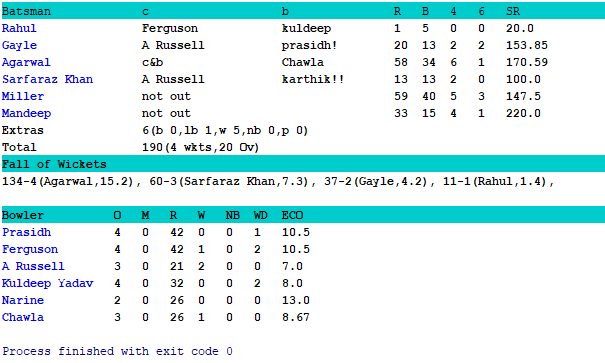 Batsman c b R B 4 6 SR
Rahul Ferguson kuldeep 1 5 0 0 20.0
Gayle A Russell prasidh! 20 13 2 2 153.85
Agarwal c&b Chawla 58 34 6 1 170.59
Sarfaraz Khan A Russell karthik!! 13 13 2 0 100.0
Miller not out 59 40 5 3 147.5
Mandeep not out 33 15 4 1 220.0
Extras 6(b 0,lb 1,w 5,nb 0,p 0)
Total 190(4 wkts,20 Ov)
Fall of Wickets
134-4(Agarwal,15.2), 60-3(Sarfaraz Khan,7.3), 37-2(Gayle,4.2), 11-1(Rahul,1.4),
Bowler O M R W NB WD ECO
Prasidh 4 0 42 0 0 1 10.5
Ferguson 4 0 42 1 0 2 10.5
A Russell 3 0 21 2 0 0 7.0
Kuldeep Yadav 4 0 32 0 0 2 8.0
Narine 2 0 26 0 0 0 13.0
Chawla 3 0 26 1 0 0 8.67
Process finished with exit code 0